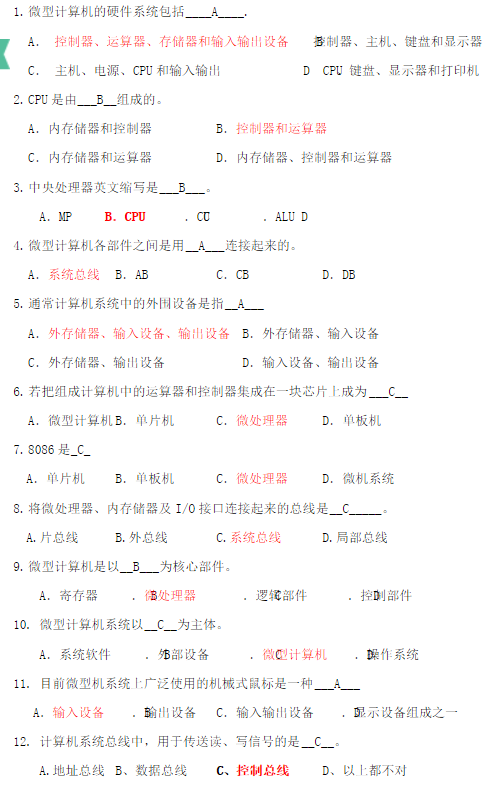 1. 微型计算机的硬件系统包括____A____.
A. 控制器、运算器、存储器和输入输出设备 B控制器、主机、键盘和显示器
C. 主机、电源、CPU和输入输出 D CPU 键盘、显示器和打印机
2. CPU是由___B__组成的。
A. 内存储器和控制器 B. 控制器和运算器
C. 内存储器和运算器 D. 内存储器、控制器和运算器
3. 中央处理器英文缩写是___B___。
A. MP B. CPU . CU . ALU D
4. 微型计算机各部件之间是用__A___连接起来的。
A. 系统总线 B. AB C. CB D. DB
5. 通常计算机系统中的外围设备是指__A___
A. 外存储器、输入设备、输出设备 B. 外存储器、输入设备
C. 外存储器、输出设备 D. 输入设备、输出设备
6. 若把组成计算机中的运算器和控制器集成在一块芯片上成为___C__
A. 微型计算机 B. 单片机 C. 微处理器 D. 单板机
7. 8086是_C_
A. 单片机 B. 单板机 C. 微处理器 D. 微机系统
8. 将微处理器、内存储器及I/O接口连接起来的总线是__C_____。
A. 片总线 B. 外总线 C. 系统总线 D. 局部总线
9. 微型计算机是以__B___为核心部件。
A. 寄存器 . B微处理器 . 逻辑C部件 . 控制D部件
10. 微型计算机系统以__C__为主体。
A. 系统软件 . 外B部设备 . 微C型计算机 . D操作系统
11. 目前微型机系统上广泛使用的机械式鼠标是一种___A___
A. 输入设备 . B输出设备 C. 输入输出设备 . D显示设备组成之一
12. 计算机系统总线中，用于传送读、写信号的是__C__。
A. 地址总线 B、数据总线 C、控制总线 D、以上都不对